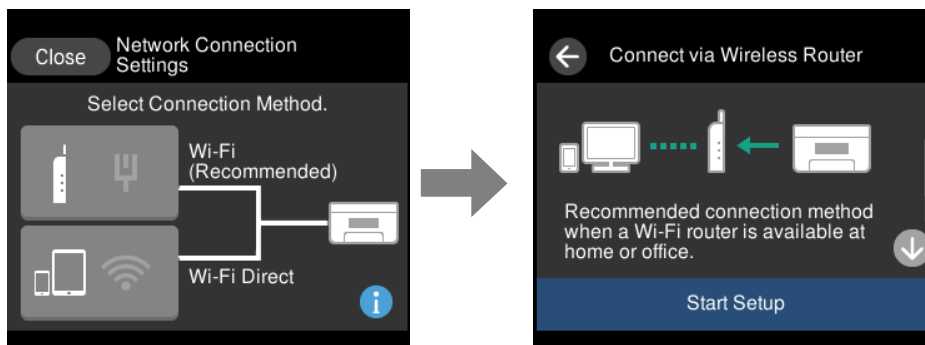 Close
Network Connection
Settings
Select Connection Method.
Wi-Fi
(Recommended)
Wi-Fi Direct
i
Connect via Wireless Router
Recommended connection method
when a Wi-Fi router is available at
home or office.
Start Setup